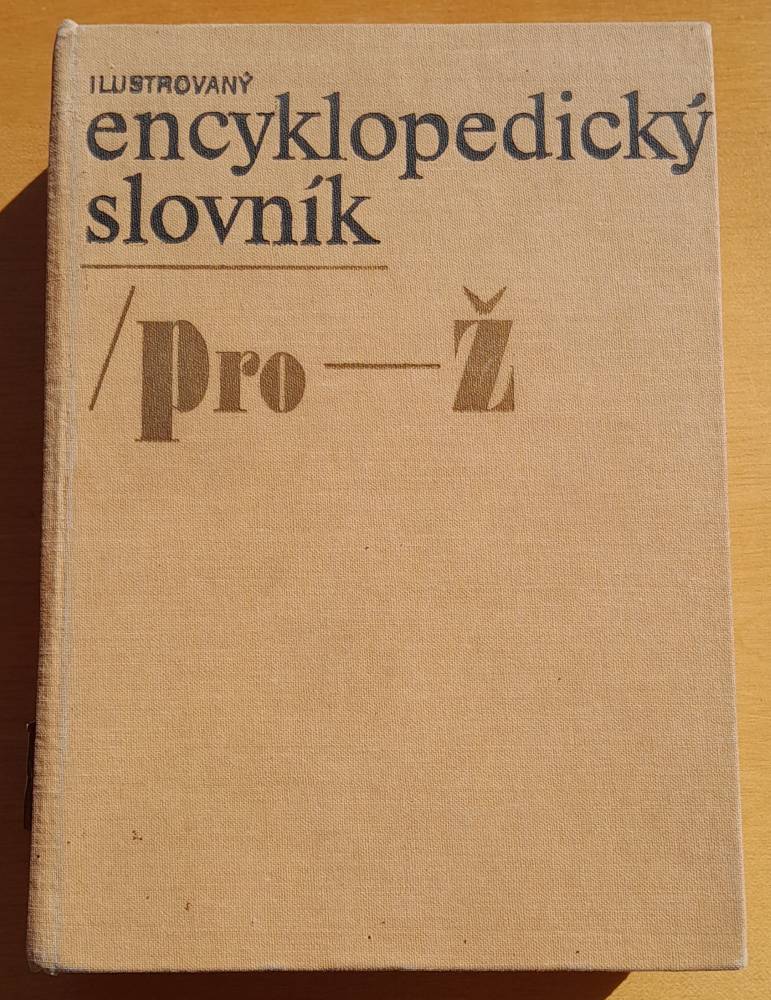 ILUSTROVANÝ
encyklopedický
slovník
/pro—ž